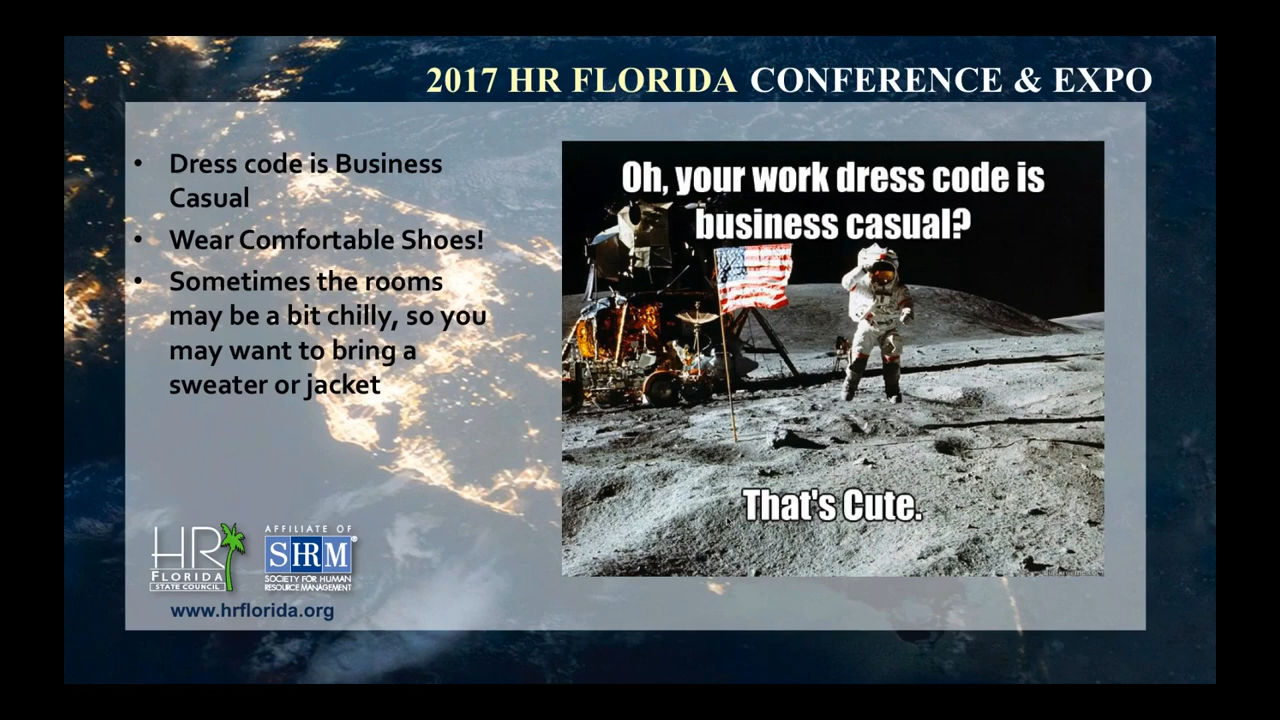 2017 HR FLORIDA CONFERENCE & EXPO
• Dress code is Business
Casual
• Wear Comfortable Shoes!
• Sometimes the rooms
may be a bit chilly, so you
may want to bring a
sweater or jacket
Oh, your work dress code is
business casual?
That's Cute.
HR
FLORIDA
STATE COUNCIL
AFFILIATE OF
SHRM®
SOCIETY FOR HUMAN
RESOURCE MANAGEMENT
www.hrflorida.org